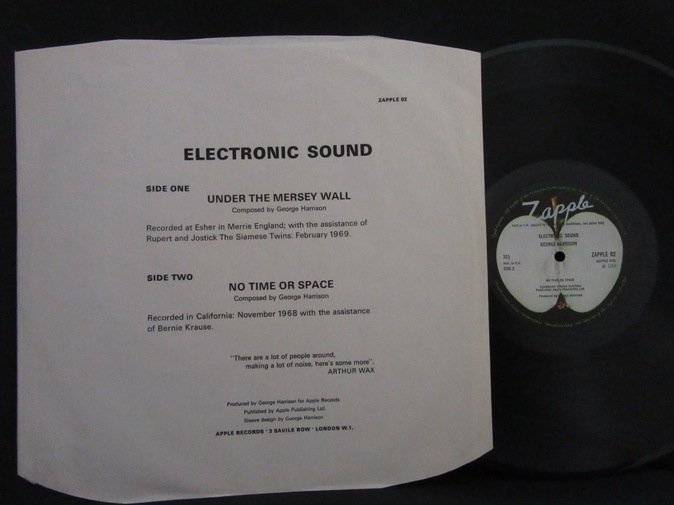 ZAPPLE 02
ELECTRONIC SOUND
SIDE ONE
UNDER THE MERSEY WALL
Composed by George Harrison
Recorded at Esher in Merrie England; with the assistance of
Rupert and Jostick The Siamese Twins: February 1969.
SIDE TWO
NO TIME OR SPACE
Composed by George Harrison
Recorded in California: November 1968 with the assistance
of Bernie Krause.
"There are a lot of people around,
making a lot of noise, here's some more".
ARTHUR WAX
Produced by George Harrison for Apple Records
Published by Apple Publishing Ltd.
Sleeve design by George Harrison
APPLE RECORDS · 3 SAVILE ROW · LONDON W.1.
Zapple
ELECTRONIC SOUND
GEORGE HARRISON
33⅓
ZAPPLE 02
SIDE 2
NO TIME OR SPACE